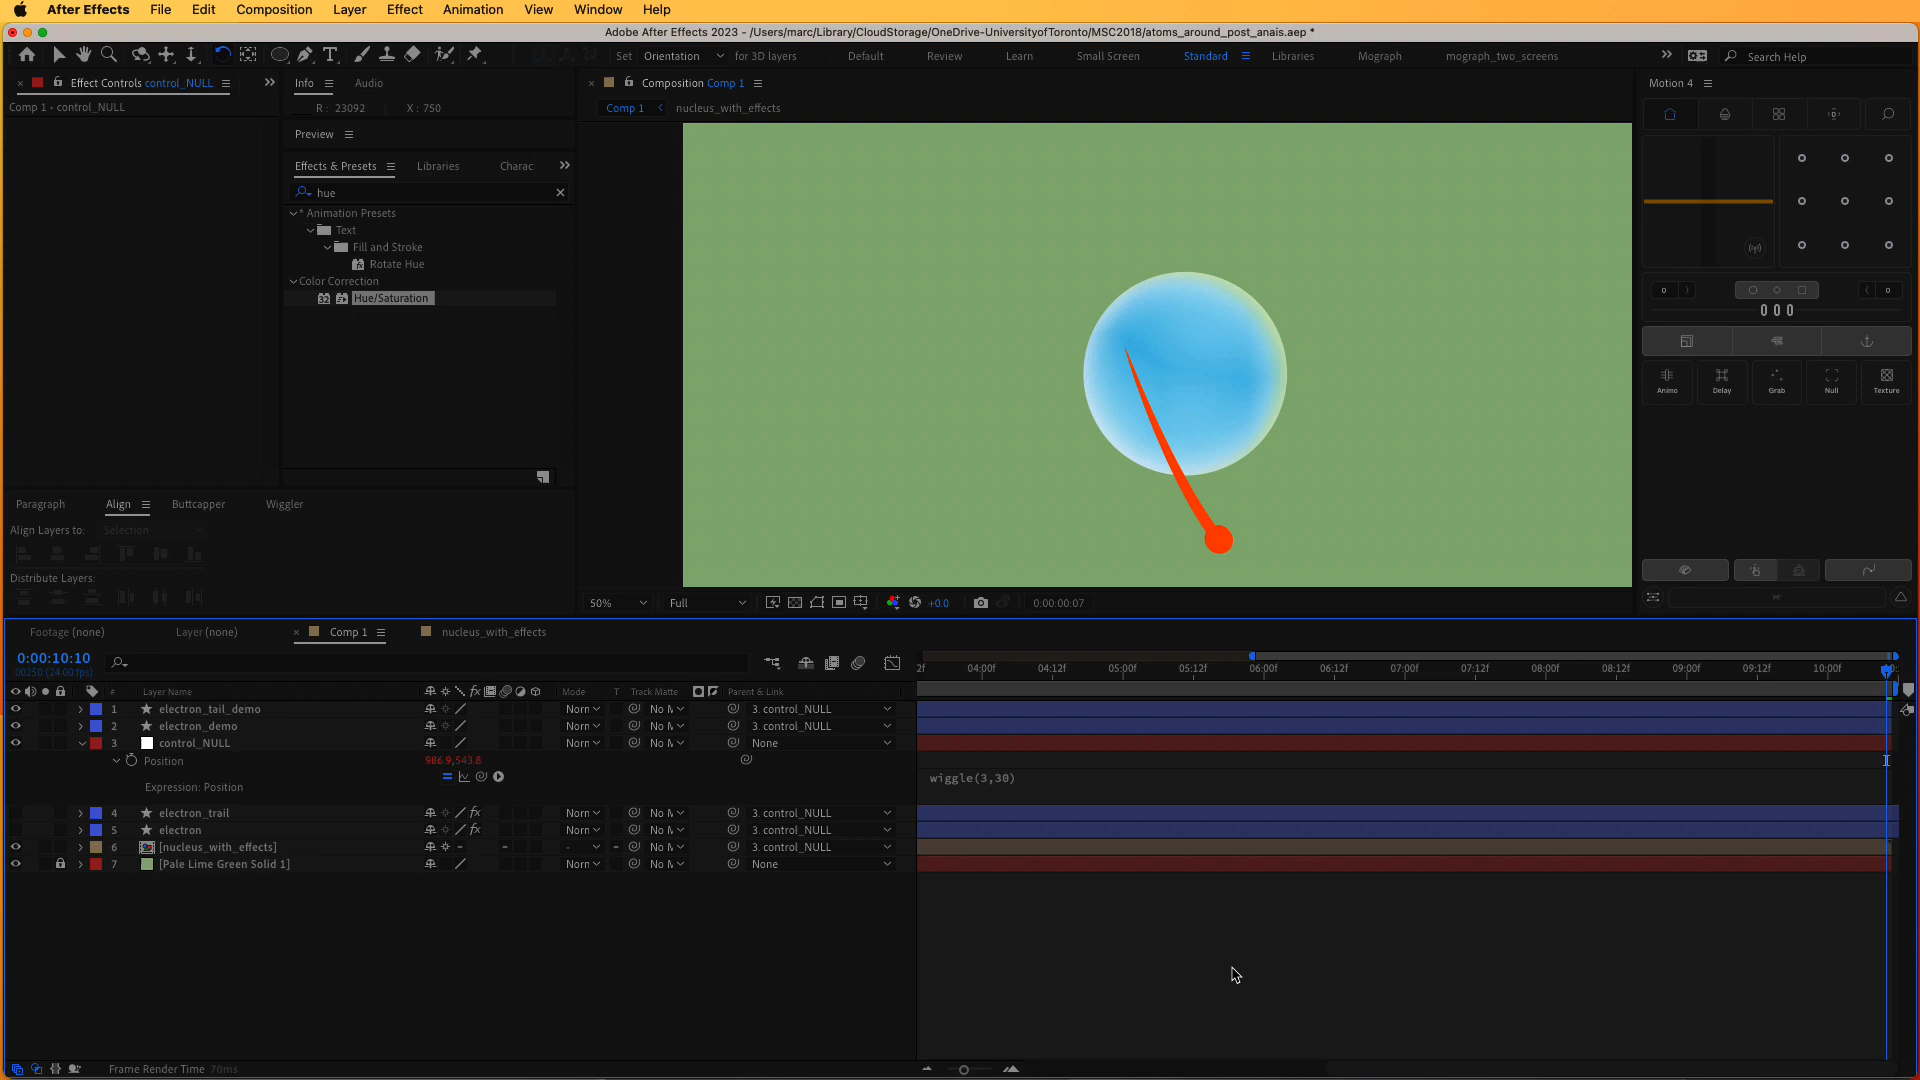 After Effects File Edit Composition Layer Effect Animation View Window Help
Adobe After Effects 2023 - /Users/marc/Library/CloudStorage/OneDrive-UniversityofToronto/MSC2018/atoms_around_post_anais.aep *
Set Orientation for 3D layers Default Review Learn Small Screen Standard Libraries Mograph mograph_two_screens Search Help
Effect Controls control_NULL
Info Audio
Composition Comp 1
Motion 4
Comp 1 · control_NULL
R : 23092 X : 750
Comp 1 nucleus_with_effects
Preview
Effects & Presets Libraries Charac
hue
* Animation Presets
Text
Fill and Stroke
Rotate Hue
Color Correction
32 Hue/Saturation
0 0
000
Animo Delay Grab Null Texture
Paragraph Align Buttcapper Wiggler
Align Layers to: Selection
Distribute Layers:
50% Full +0.0 0:00:00:07
Footage (none) Layer (none) Comp 1 nucleus_with_effects
0:00:10:10
00250 (24.00 fps)
2f 04:00f 04:12f 05:00f 05:12f 06:00f 06:12f 07:00f 07:12f 08:00f 08:12f 09:00f 09:12f 10:00f
# Layer Name fx Mode T Track Matte Parent & Link
1 electron_tail_demo Norn No M 3. control_NULL
2 electron_demo Norn No M 3. control_NULL
3 control_NULL Norn No M None
Position 986.9,543.8
wiggle(3,30)
Expression: Position
4 electron_trail fx Norn No M 3. control_NULL
5 electron fx Norn No M 3. control_NULL
6 [nucleus_with_effects] - No M 3. control_NULL
7 [Pale Lime Green Solid 1] Norn No M None
Frame Render Time 70ms